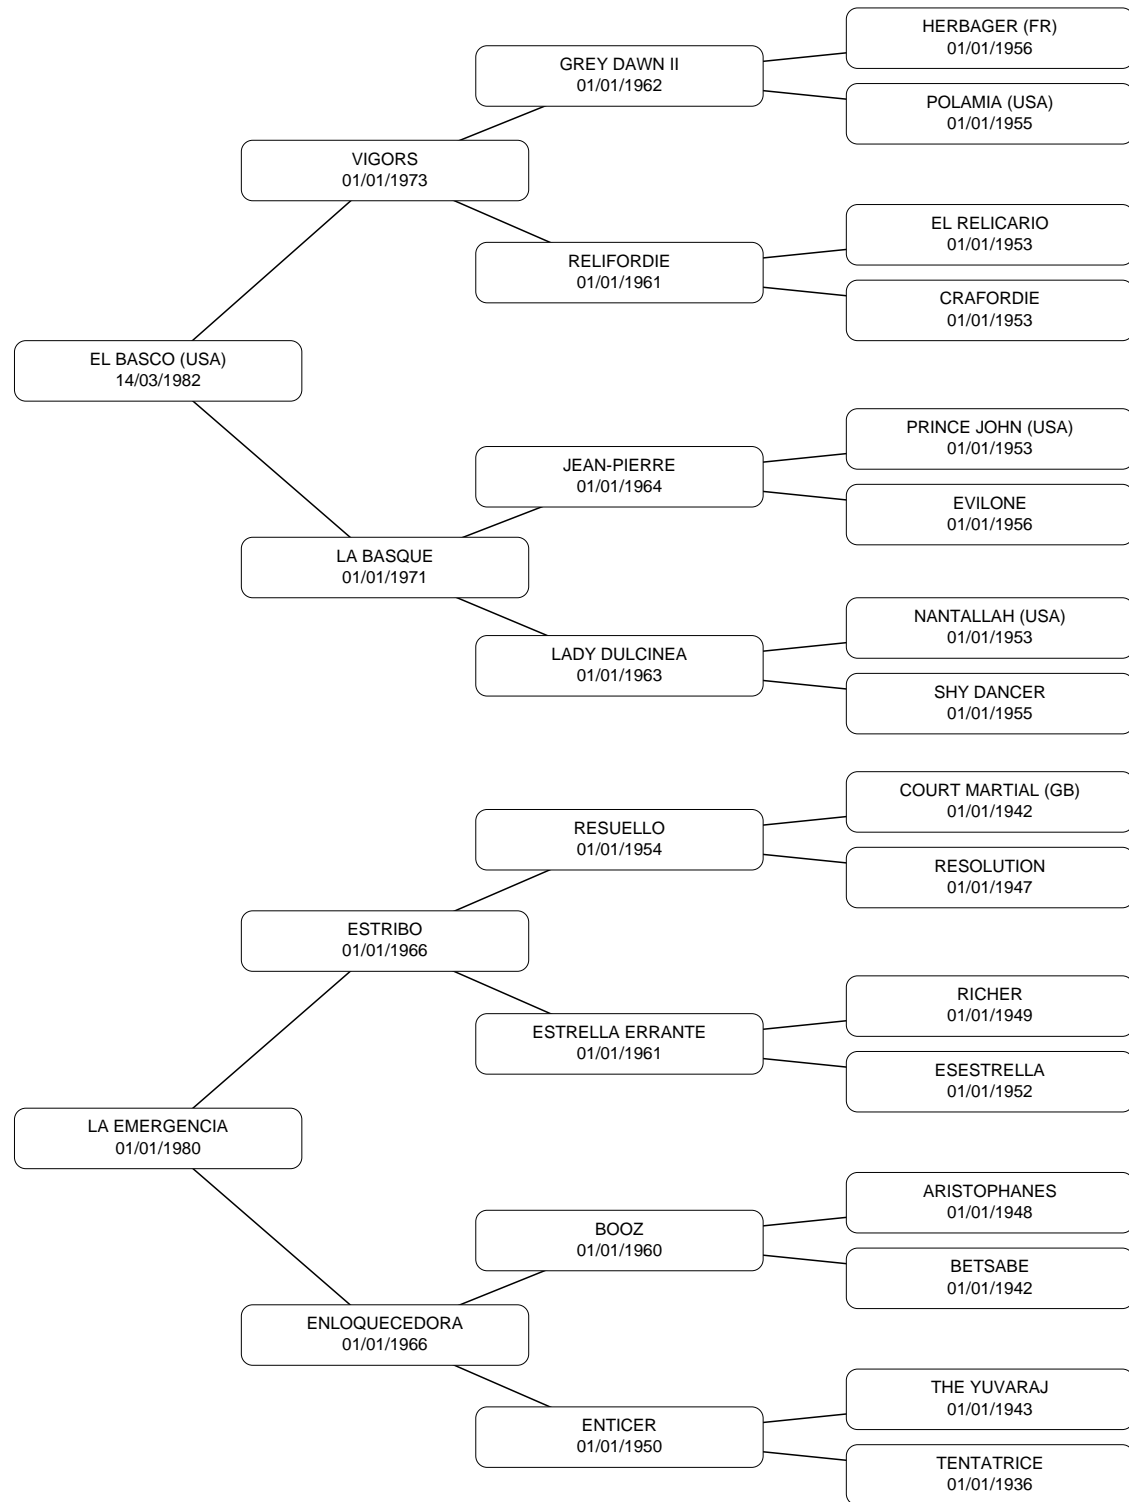 HERBAGER (FR)
01/01/1956
GREY DAWN II
01/01/1962
POLAMIA (USA)
01/01/1955
VIGORS
01/01/1973
EL RELICARIO
01/01/1953
RELIFORDIE
01/01/1961
CRAFORDIE
01/01/1953
EL BASCO (USA)
14/03/1982
PRINCE JOHN (USA)
01/01/1953
JEAN-PIERRE
01/01/1964
EVILONE
01/01/1956
LA BASQUE
01/01/1971
NANTALLAH (USA)
01/01/1953
LADY DULCINEA
01/01/1963
SHY DANCER
01/01/1955
COURT MARTIAL (GB)
01/01/1942
RESUELLO
01/01/1954
RESOLUTION
01/01/1947
ESTRIBO
01/01/1966
RICHER
01/01/1949
ESTRELLA ERRANTE
01/01/1961
ESESTRELLA
01/01/1952
LA EMERGENCIA
01/01/1980
ARISTOPHANES
01/01/1948
BOOZ
01/01/1960
BETSABE
01/01/1942
ENLOQUECEDORA
01/01/1966
THE YUVARAJ
01/01/1943
ENTICER
01/01/1950
TENTATRICE
01/01/1936